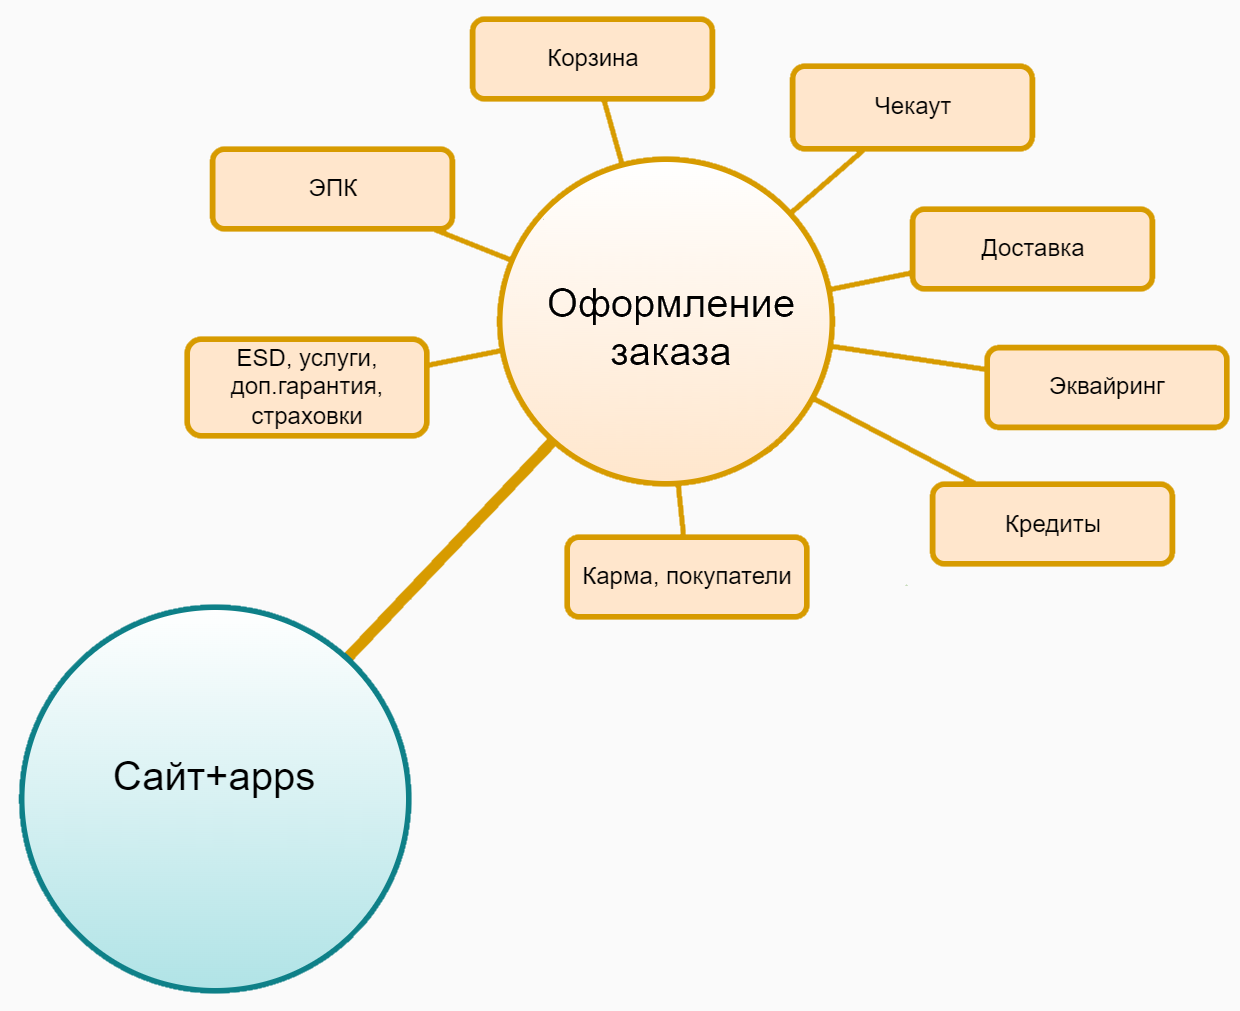 Корзина
Чекаут
ЭПК
Доставка
Оформление
заказа
ESD, услуги,
доп.гарантия,
страховки
Эквайринг
Кредиты
Карма, покупатели
Сайт+apps